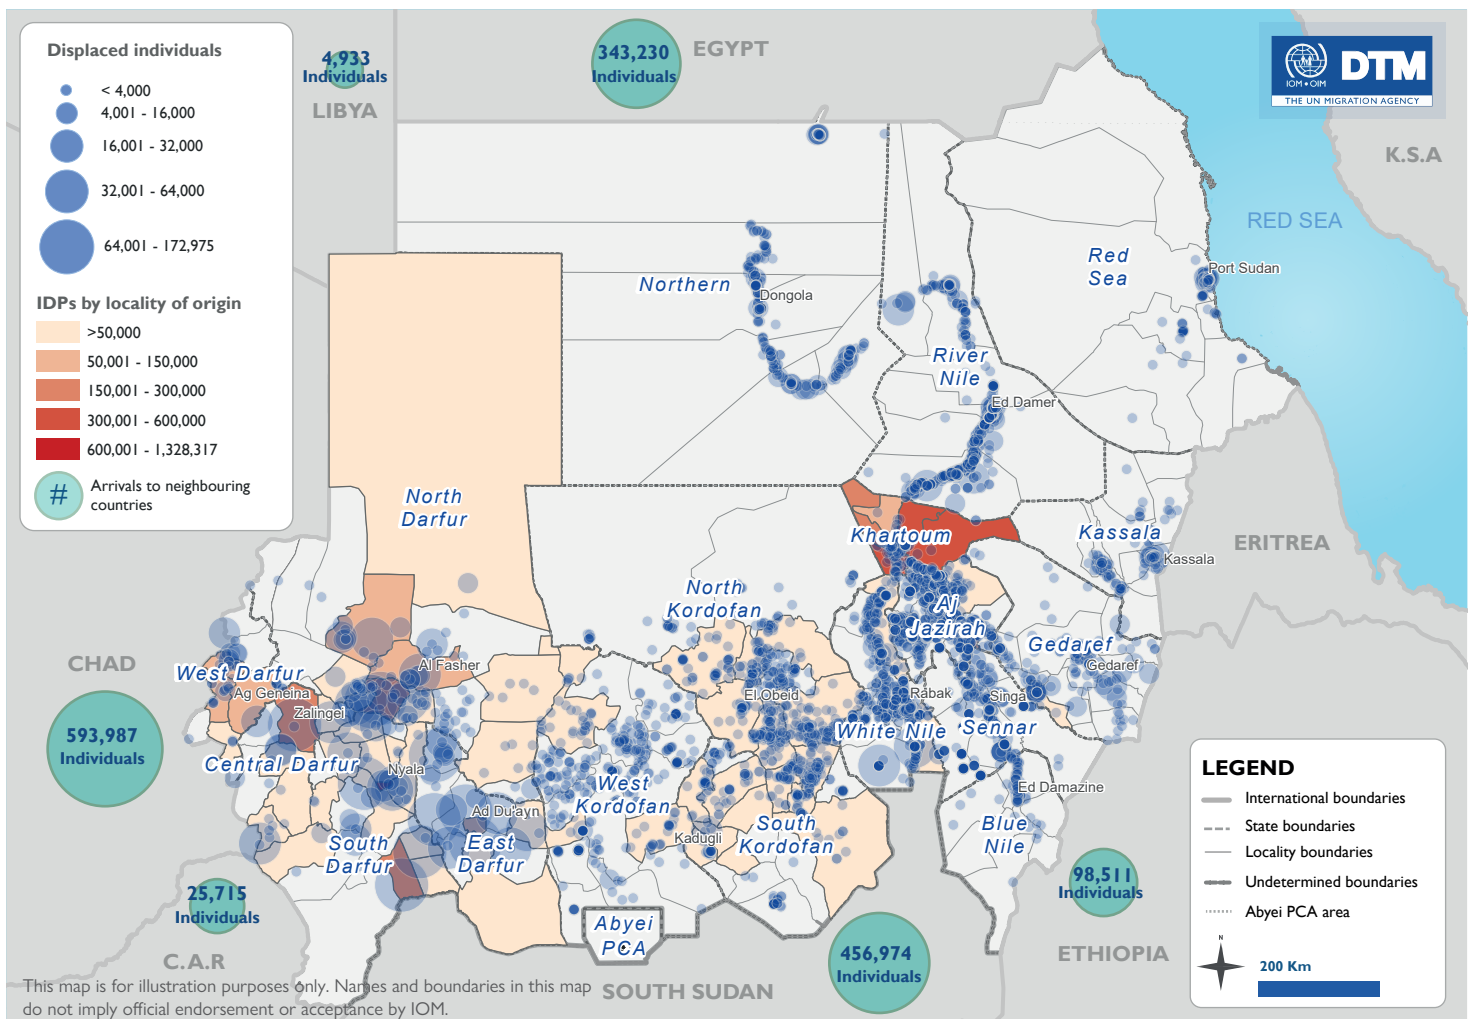 Displaced individuals
< 4,000
4,001 - 16,000
16,001 - 32,000
32,001 - 64,000
64,001 - 172,975
IDPs by locality of origin
>50,000
50,001 - 150,000
150,001 - 300,000
300,001 - 600,000
600,001 - 1,328,317
#
Arrivals to neighbouring
countries
4,933
Individuals
LIBYA
343,230
Individuals
EGYPT
IOM • OIM
DTM
THE UN MIGRATION AGENCY
K.S.A
RED SEA
Red
Sea
Port Sudan
Northern
Dongola
River
Nile
Ed Damer
North
Darfur
Khartoum
Kassala
Kassala
ERITREA
North
Kordofan
Aj
Jazirah
Gedaref
Gedaref
CHAD
593,987
Individuals
West Darfur
Ag Geneina
Al Fasher
Zalingei
El Obeid
Rabak
Singa
White Nile
Sennar
Central Darfur
Nyala
West
Kordofan
Ed Damazine
Ad Du'ayn
South
Darfur
East
Darfur
Kadugli
South
Kordofan
Blue
Nile
25,715
Individuals
C.A.R
Abyei
PCA
456,974
Individuals
SOUTH SUDAN
98,511
Individuals
ETHIOPIA
LEGEND
International boundaries
State boundaries
Locality boundaries
Undetermined boundaries
Abyei PCA area
N
200 Km
This map is for illustration purposes only. Names and boundaries in this map
do not imply official endorsement or acceptance by IOM.